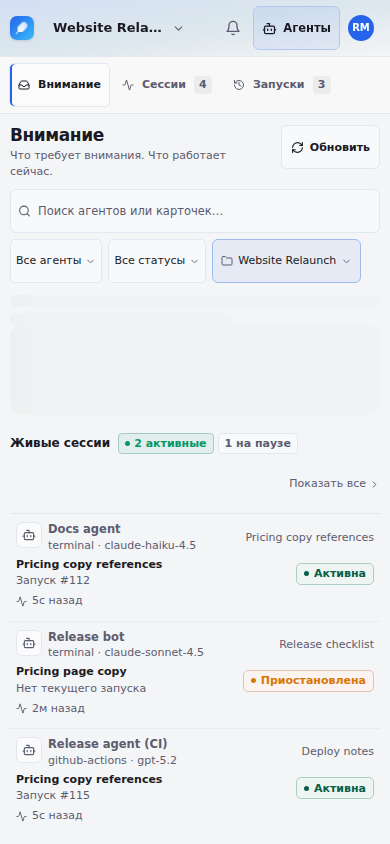 Website Rela…
Агенты
RM
Внимание
Сессии 4
Запуски 3
Внимание
Что требует внимания. Что работает
сейчас.
Обновить
Поиск агентов или карточек…
Все агенты
Все статусы
Website Relaunch
Живые сессии
2 активные
1 на паузе
Показать все
Docs agent
terminal · claude-haiku-4.5
Pricing copy references
Pricing copy references
Запуск #112
Активна
5с назад
Release bot
terminal · claude-sonnet-4.5
Release checklist
Pricing page copy
Нет текущего запуска
Приостановлена
2м назад
Release agent (CI)
github-actions · gpt-5.2
Deploy notes
Pricing copy references
Запуск #115
Активна
5с назад